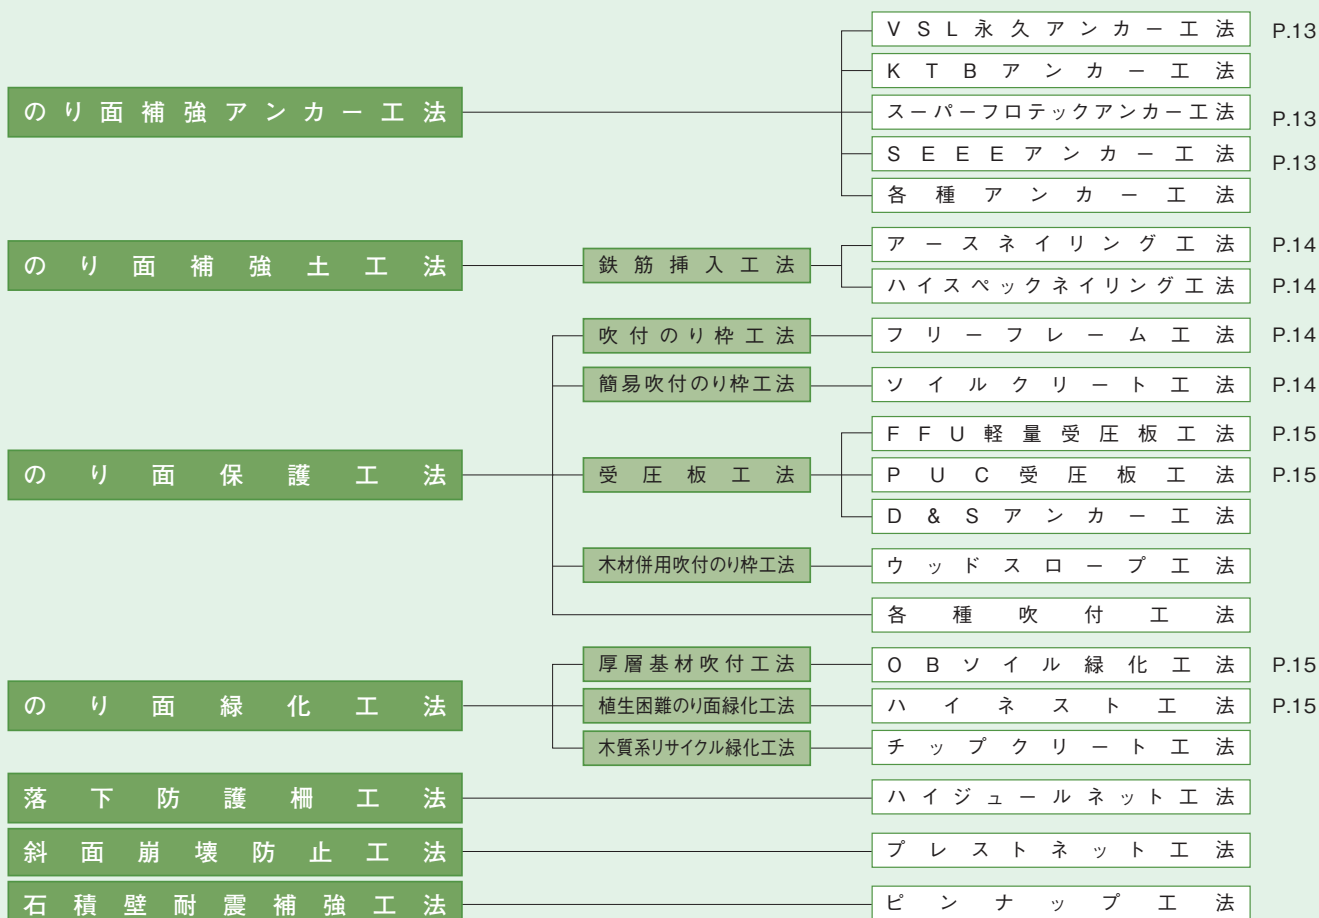 のり面補強アンカー工法
VSL永久アンカー工法 P.13
KTBアンカー工法
スーパーフロテックアンカー工法 P.13
SEEEアンカー工法 P.13
各種アンカー工法
のり面補強土工法
鉄筋挿入工法
アースネイリング工法 P.14
ハイスペックネイリング工法 P.14
のり面保護工法
吹付のり枠工法
フリーフレーム工法 P.14
簡易吹付のり枠工法
ソイルクリート工法 P.14
受圧板工法
FFU軽量受圧板工法 P.15
PUC受圧板工法 P.15
D&Sアンカー工法
木材併用吹付のり枠工法
ウッドスロープ工法
各種吹付工法
のり面緑化工法
厚層基材吹付工法
OBソイル緑化工法 P.15
植生困難のり面緑化工法
ハイネスト工法 P.15
木質系リサイクル緑化工法
チップクリート工法
落下防護柵工法
ハイジュールネット工法
斜面崩壊防止工法
プレストネット工法
石積壁耐震補強工法
ピンナップ工法